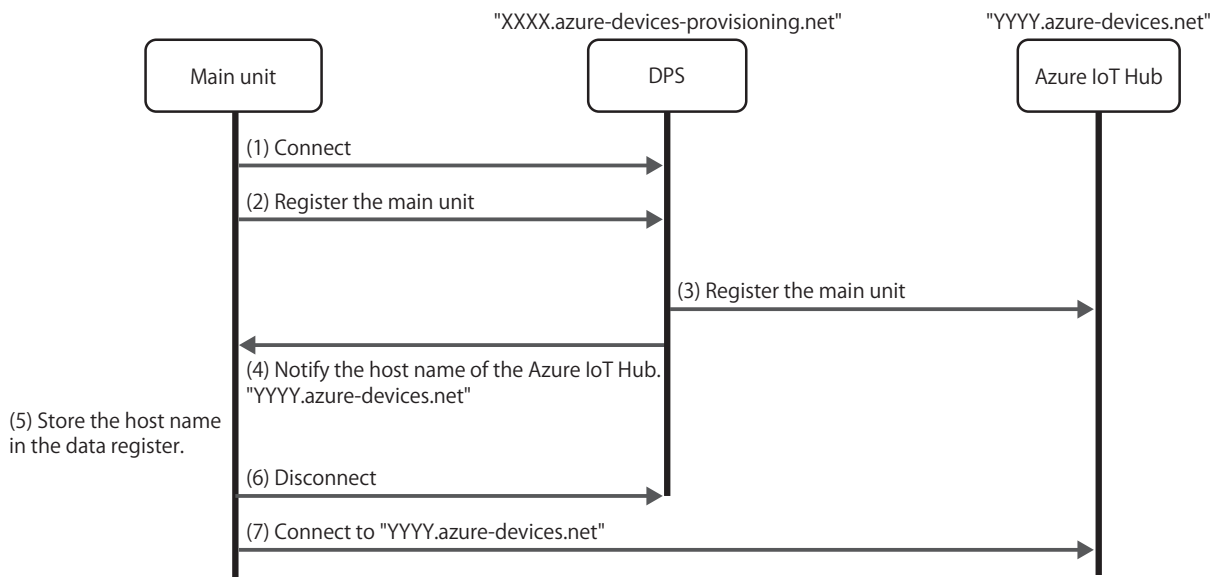 "XXXX.azure-devices-provisioning.net"
"YYYY.azure-devices.net"
Main unit
DPS
Azure IoT Hub
(1) Connect
(2) Register the main unit
(3) Register the main unit
(4) Notify the host name of the Azure IoT Hub.
"YYYY.azure-devices.net"
(5) Store the host name
in the data register.
(6) Disconnect
(7) Connect to "YYYY.azure-devices.net"